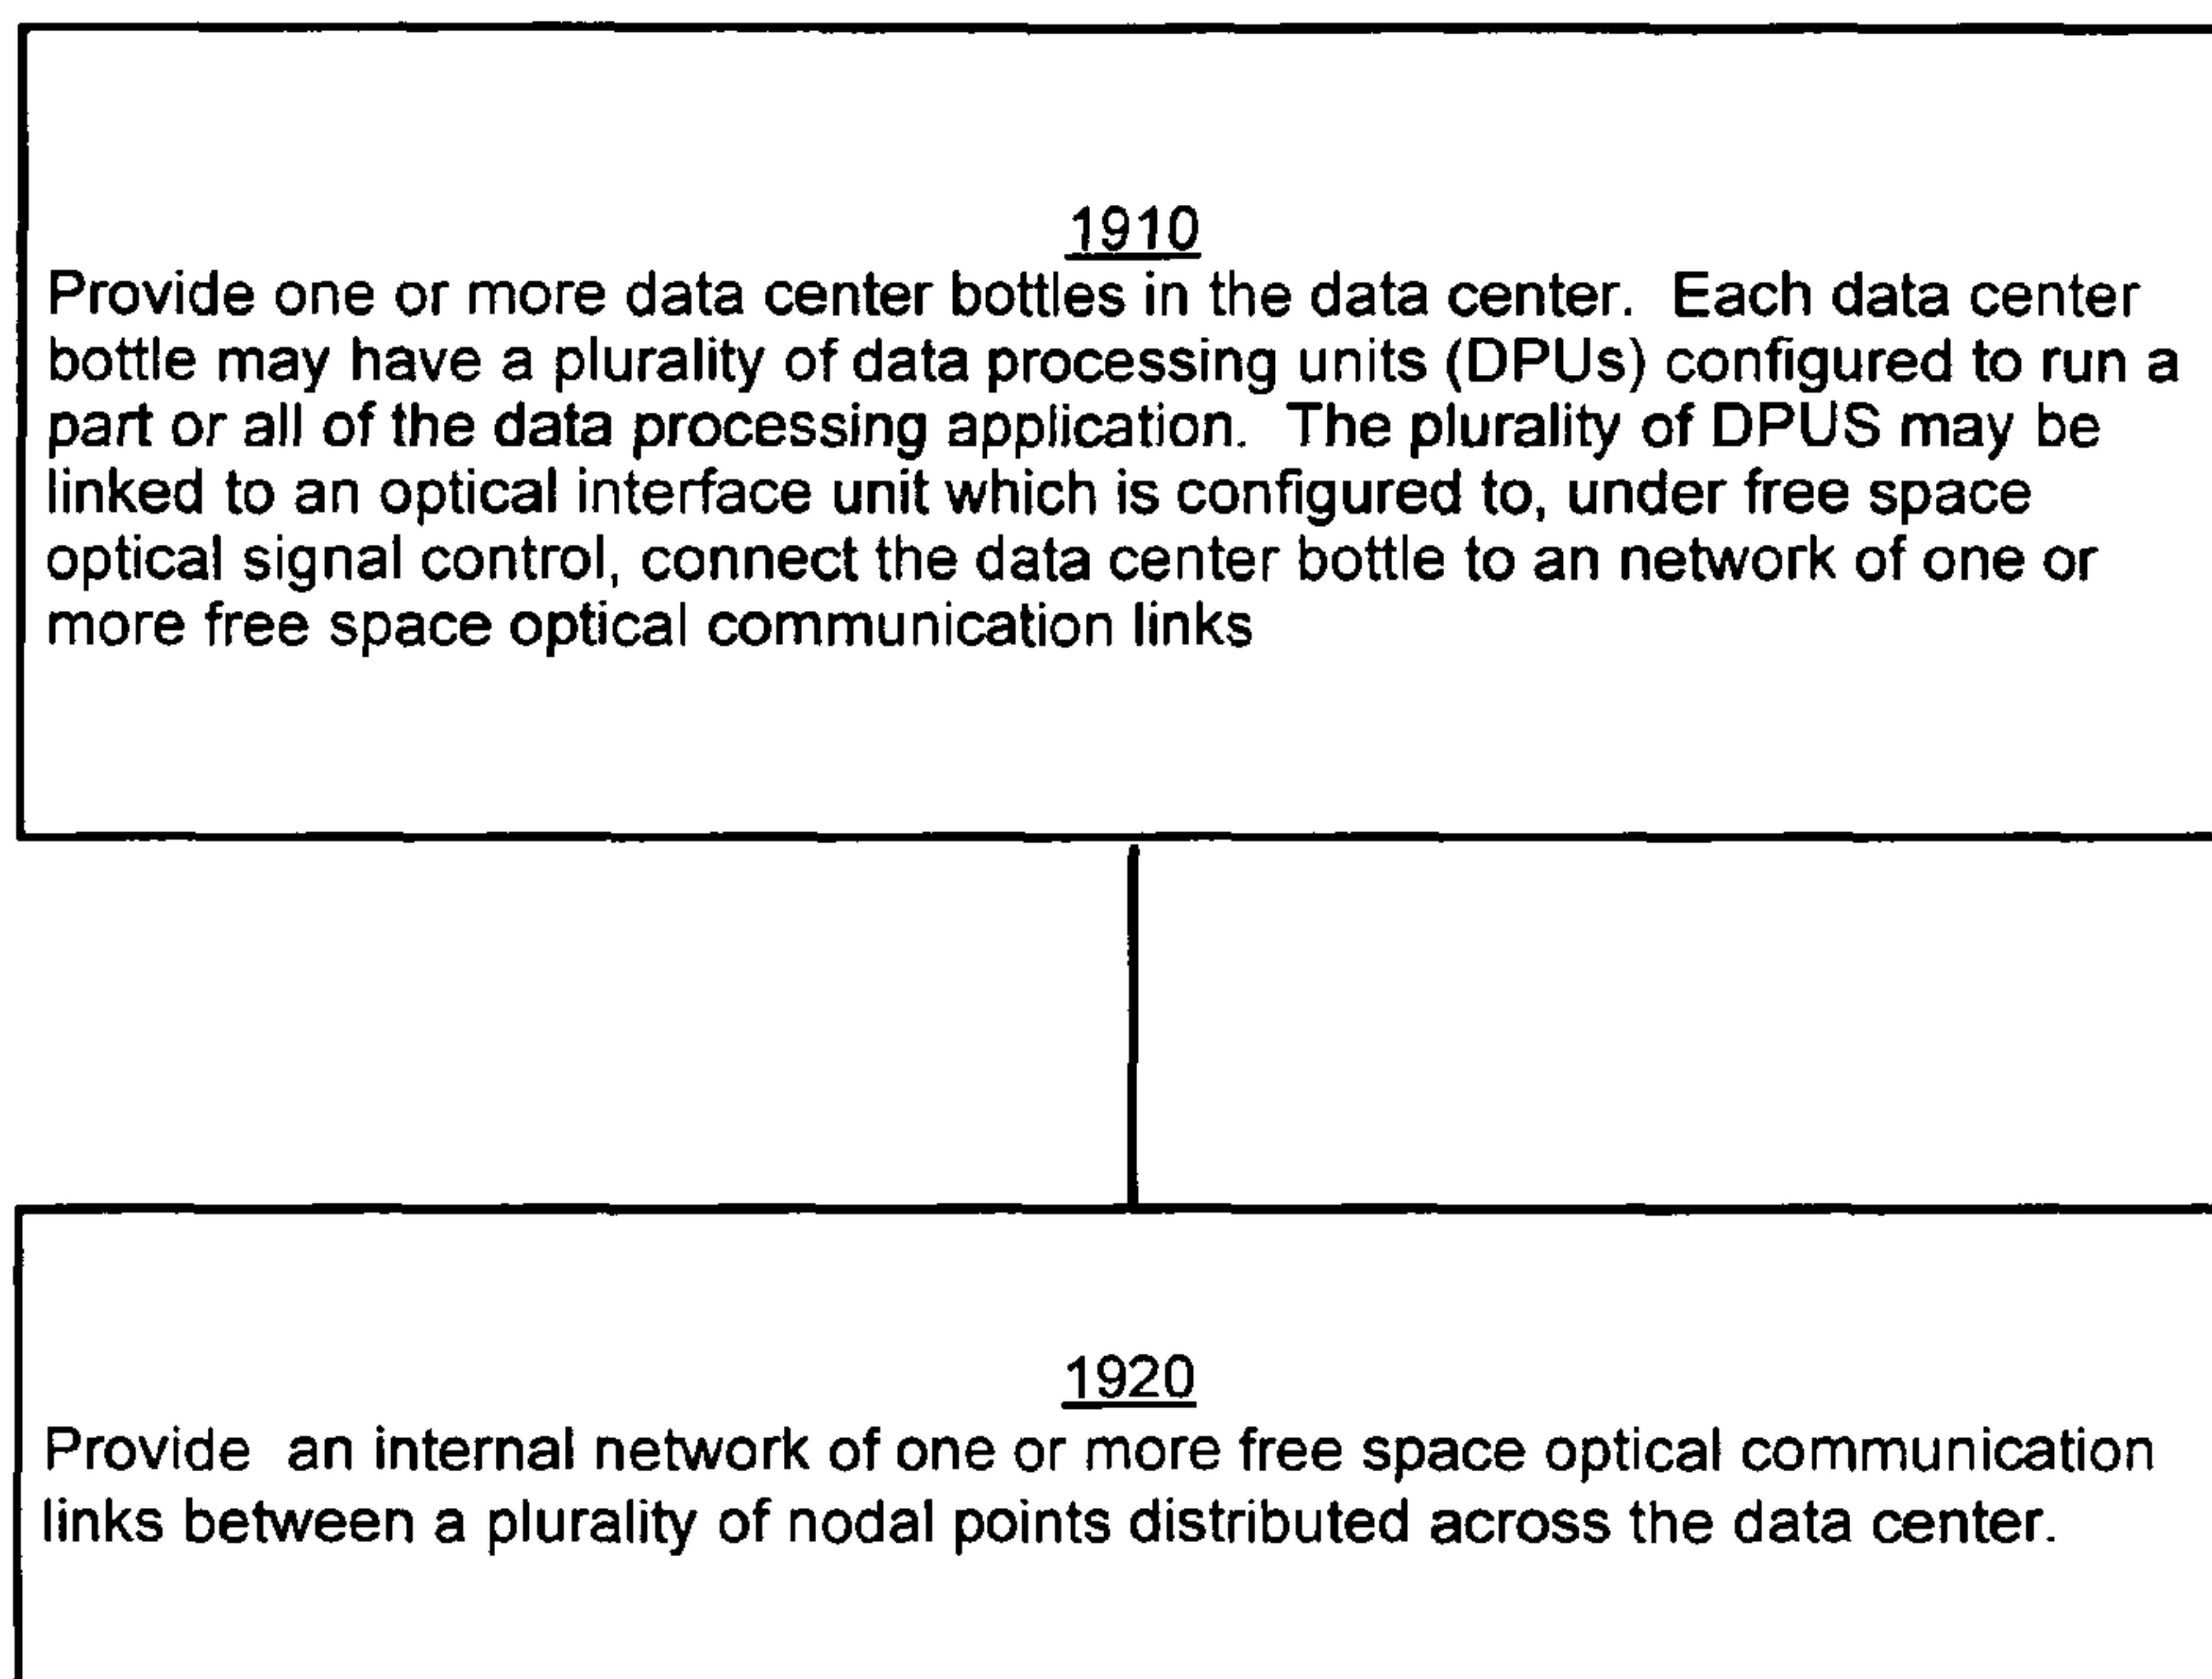 1910
Provide one or more data center bottles in the data center. Each data center
bottle may have a plurality of data processing units (DPUs) configured to run a
part or all of the data processing application. The plurality of DPUS may be
linked to an optical interface unit which is configured to, under free space
optical signal control, connect the data center bottle to an network of one or
more free space optical communication links
1920
Provide an internal network of one or more free space optical communication
links between a plurality of nodal points distributed across the data center.